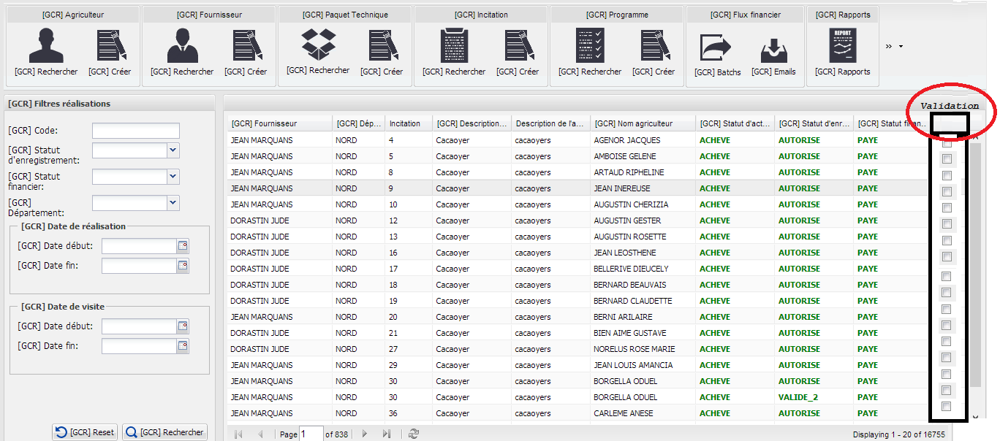 [GCR] Agriculteur [GCR] Fournisseur [GCR] Paquet Technique [GCR] Incitation [GCR] Programme [GCR] Flux financier [GCR] Rapports
REPORT
[GCR] Rechercher [GCR] Créer [GCR] Rechercher [GCR] Créer [GCR] Rechercher [GCR] Créer [GCR] Rechercher [GCR] Créer [GCR] Rechercher [GCR] Créer [GCR] Batchs [GCR] Emails [GCR] Rapports
[GCR] Filtres réalisations
[GCR] Code:
[GCR] Statut
d'enregistrement:
[GCR] Statut
financier:
[GCR]
Département:
[GCR] Date de réalisation
[GCR] Date début:
[GCR] Date fin:
[GCR] Date de visite
[GCR] Date début:
[GCR] Date fin:
[GCR] Reset [GCR] Rechercher
Validation
[GCR] Fournisseur [GCR] Dép... Incitation [GCR] Description... Description de l'a... [GCR] Nom agriculteur [GCR] Statut d'act... [GCR] Statut d'enr... [GCR] Statut finan...
JEAN MARQUANS NORD 4 Cacaoyer cacaoyers AGENOR JACQUES ACHEVE AUTORISE PAYE
JEAN MARQUANS NORD 5 Cacaoyer cacaoyers AMBOISE GELENE ACHEVE AUTORISE PAYE
JEAN MARQUANS NORD 8 Cacaoyer cacaoyers ARTAUD RIPHELINE ACHEVE AUTORISE PAYE
JEAN MARQUANS NORD 9 Cacaoyer cacaoyers JEAN INEREUSE ACHEVE AUTORISE PAYE
JEAN MARQUANS NORD 10 Cacaoyer cacaoyers AUGUSTIN CHERIZIA ACHEVE AUTORISE PAYE
DORASTIN JUDE NORD 12 Cacaoyer cacaoyers AUGUSTIN GESTER ACHEVE AUTORISE PAYE
DORASTIN JUDE NORD 13 Cacaoyer cacaoyers AUGUSTIN ROSETTE ACHEVE AUTORISE PAYE
DORASTIN JUDE NORD 16 Cacaoyer cacaoyers JEAN LEOSTHENE ACHEVE AUTORISE PAYE
DORASTIN JUDE NORD 17 Cacaoyer cacaoyers BELLERIVE DIEUCELY ACHEVE AUTORISE PAYE
DORASTIN JUDE NORD 18 Cacaoyer cacaoyers BERNARD BEAUVAIS ACHEVE AUTORISE PAYE
DORASTIN JUDE NORD 19 Cacaoyer cacaoyers BERNARD CLAUDETTE ACHEVE AUTORISE PAYE
JEAN MARQUANS NORD 20 Cacaoyer cacaoyers BERNI ARILAIRE ACHEVE AUTORISE PAYE
DORASTIN JUDE NORD 21 Cacaoyer cacaoyers BIEN AIME GUSTAVE ACHEVE AUTORISE PAYE
DORASTIN JUDE NORD 27 Cacaoyer cacaoyers NORELUS ROSE MARIE ACHEVE AUTORISE PAYE
JEAN MARQUANS NORD 29 Cacaoyer cacaoyers JEAN LOUIS AMANCIA ACHEVE AUTORISE PAYE
JEAN MARQUANS NORD 30 Cacaoyer cacaoyers BORGELLA ODUEL ACHEVE AUTORISE PAYE
JEAN MARQUANS NORD 30 Cacaoyer cacaoyers BORGELLA ODUEL ACHEVE VALIDE_2 PAYE
JEAN MARQUANS NORD 36 Cacaoyer cacaoyers CARLEME ANESE ACHEVE AUTORISE PAYE
Page 1 of 838 Displaying 1 - 20 of 16755